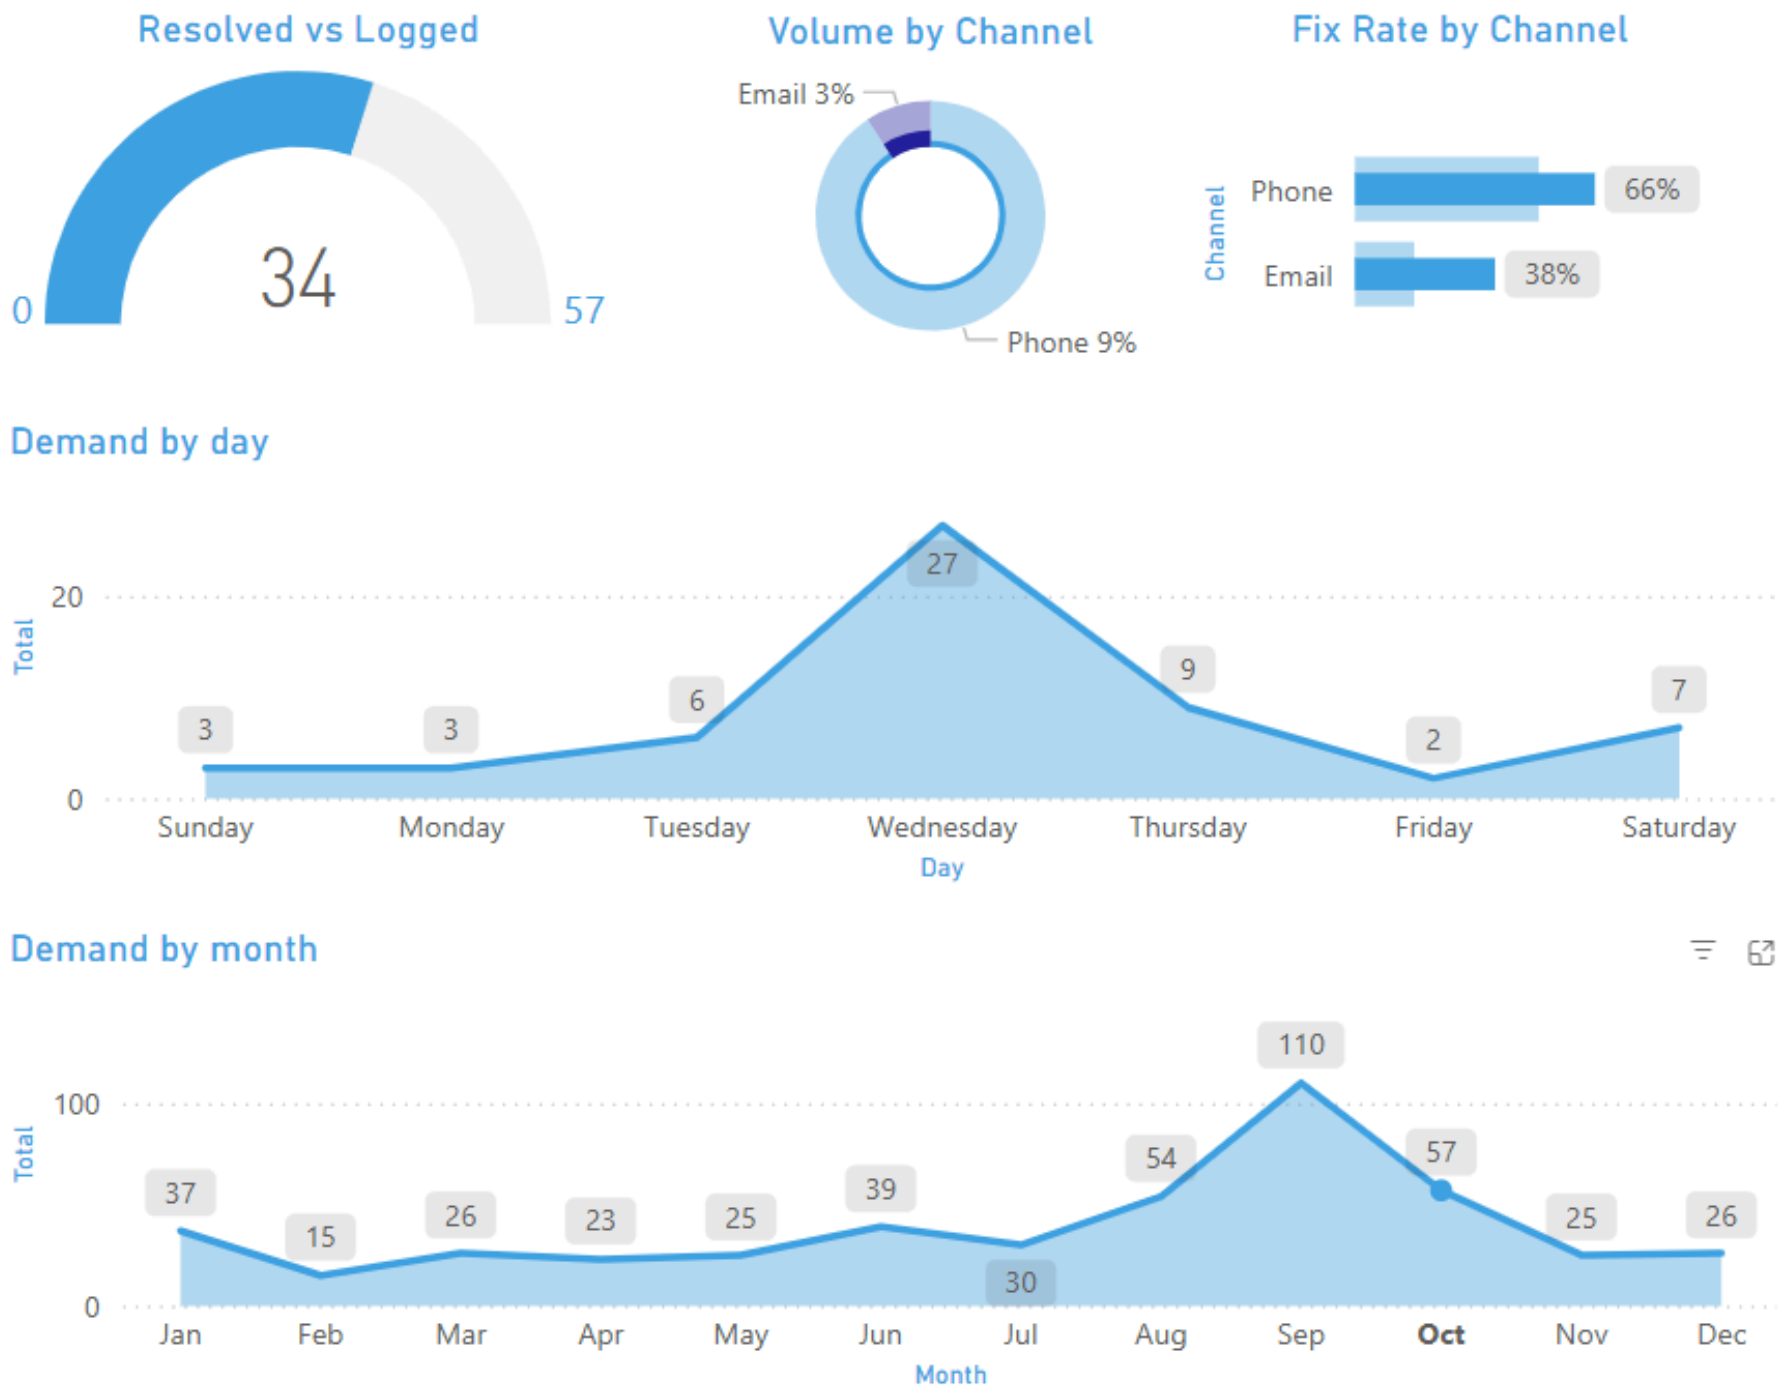 Resolved vs Logged
34
0
57
Volume by Channel
Email 3%
Phone 9%
Fix Rate by Channel
Channel
Phone
66%
Email
38%
Demand by day
Total
20
0
3
3
6
27
9
2
7
Sunday
Monday
Tuesday
Wednesday
Thursday
Friday
Saturday
Day
Demand by month
Total
100
0
37
15
26
23
25
39
30
54
110
57
25
26
Jan
Feb
Mar
Apr
May
Jun
Jul
Aug
Sep
Oct
Nov
Dec
Month